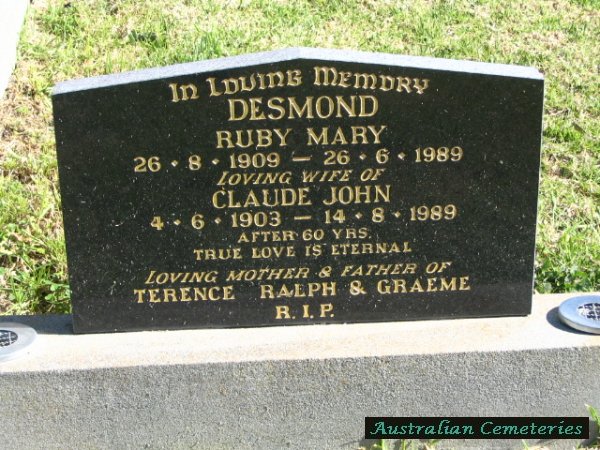 In Loving Memory
DESMOND
RUBY MARY
26 • 8 • 1909 — 26 • 6 • 1989
LOVING WIFE OF
CLAUDE JOHN
4 • 6 • 1903 — 14 • 8 • 1989
AFTER 60 YRS.
TRUE LOVE IS ETERNAL
LOVING MOTHER & FATHER OF
TERENCE RALPH & GRAEME
R.I.P.
Australian Cemeteries